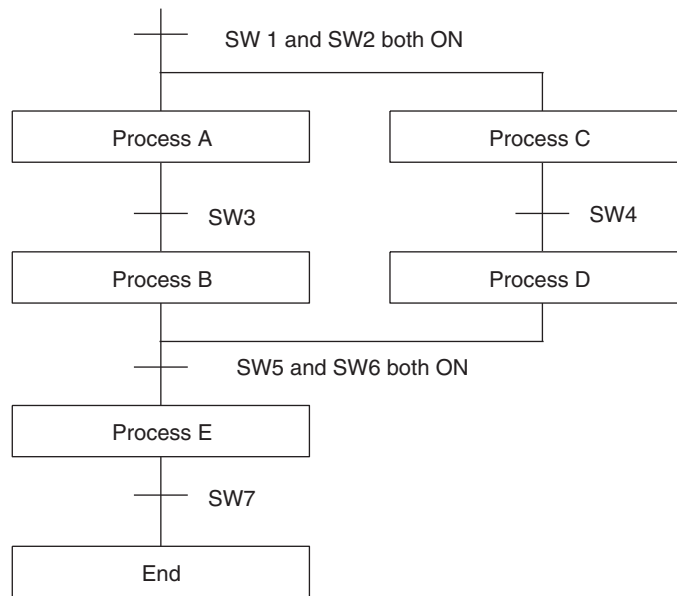 SW 1 and SW2 both ON
Process A
Process C
SW3
SW4
Process B
Process D
SW5 and SW6 both ON
Process E
SW7
End